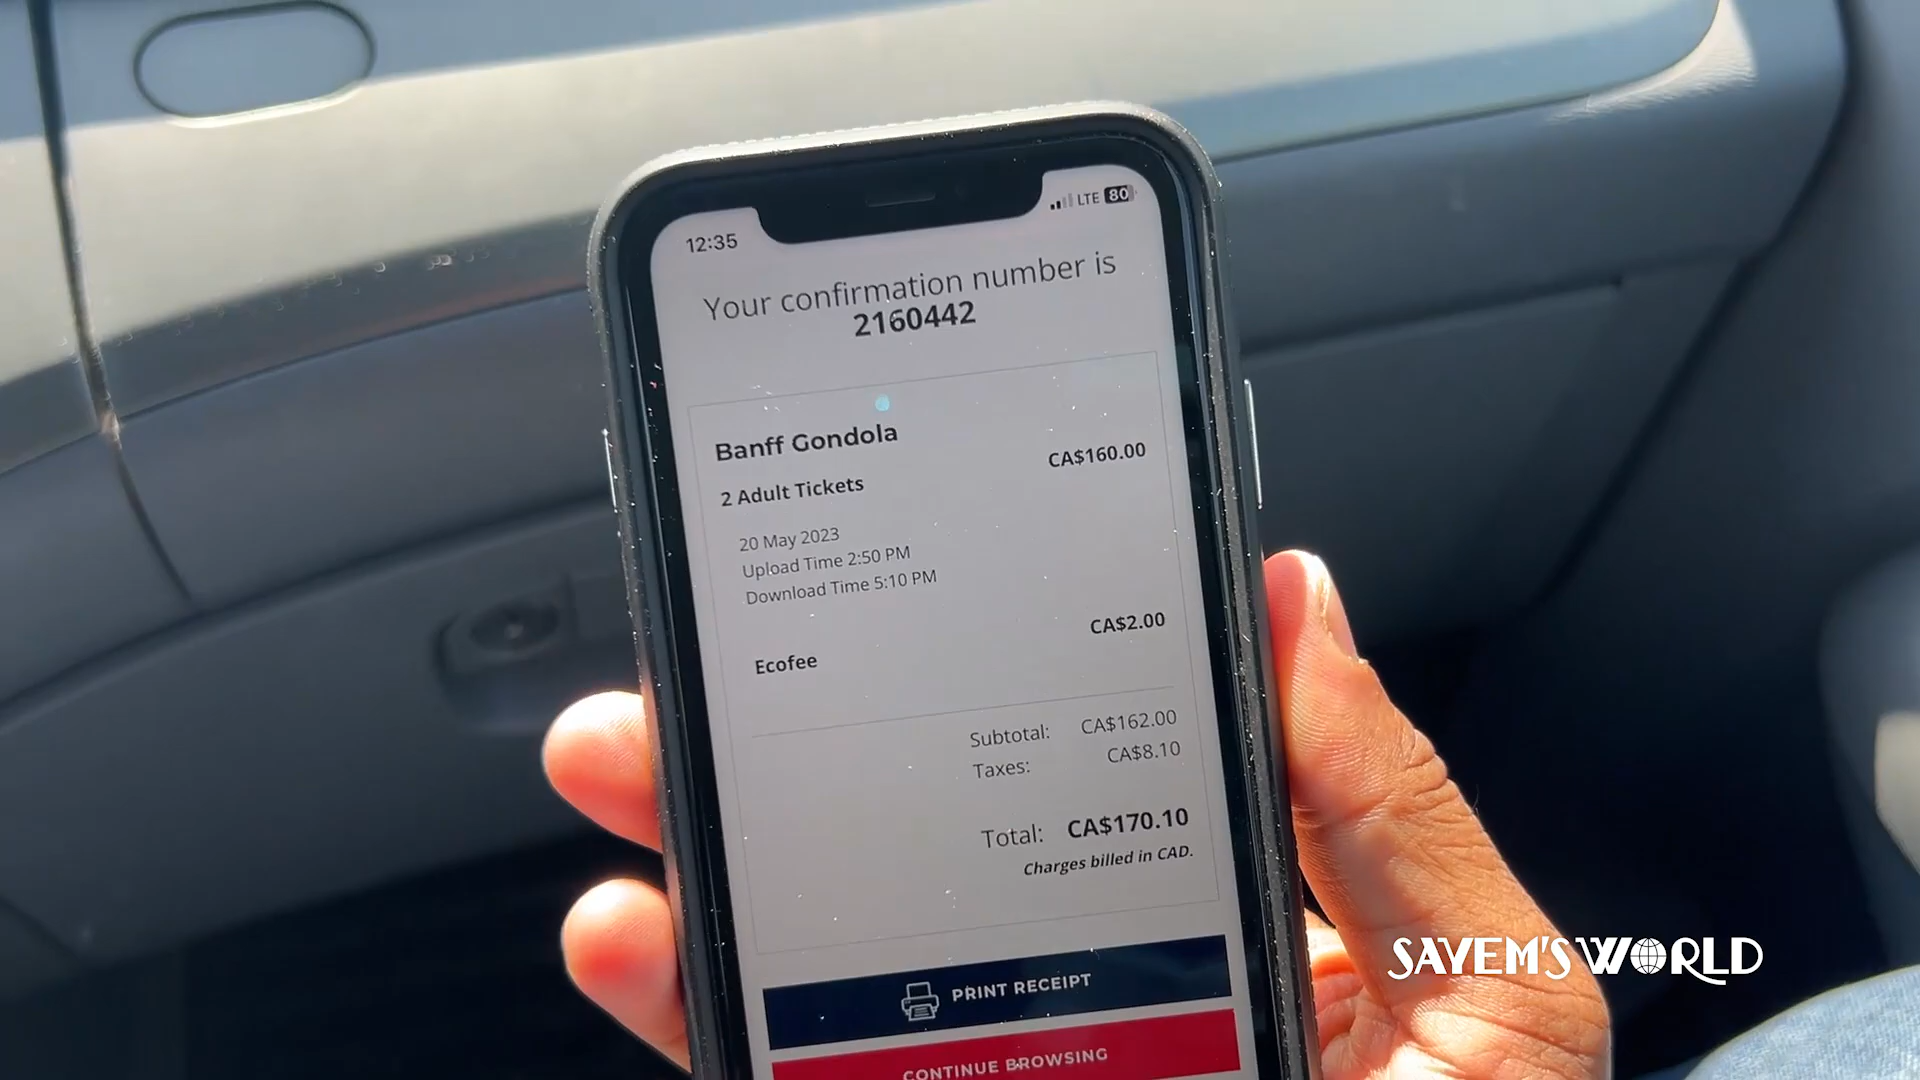 12:35
LTE 80
Your confirmation number is
2160442
Banff Gondola
CA$160.00
2 Adult Tickets
20 May 2023
Upload Time 2:50 PM
Download Time 5:10 PM
CA$2.00
Ecofee
Subtotal: CA$162.00
Taxes: CA$8.10
Total: CA$170.10
Charges billed in CAD.
PRINT RECEIPT
CONTINUE BROWSING
SAYEM'S WORLD